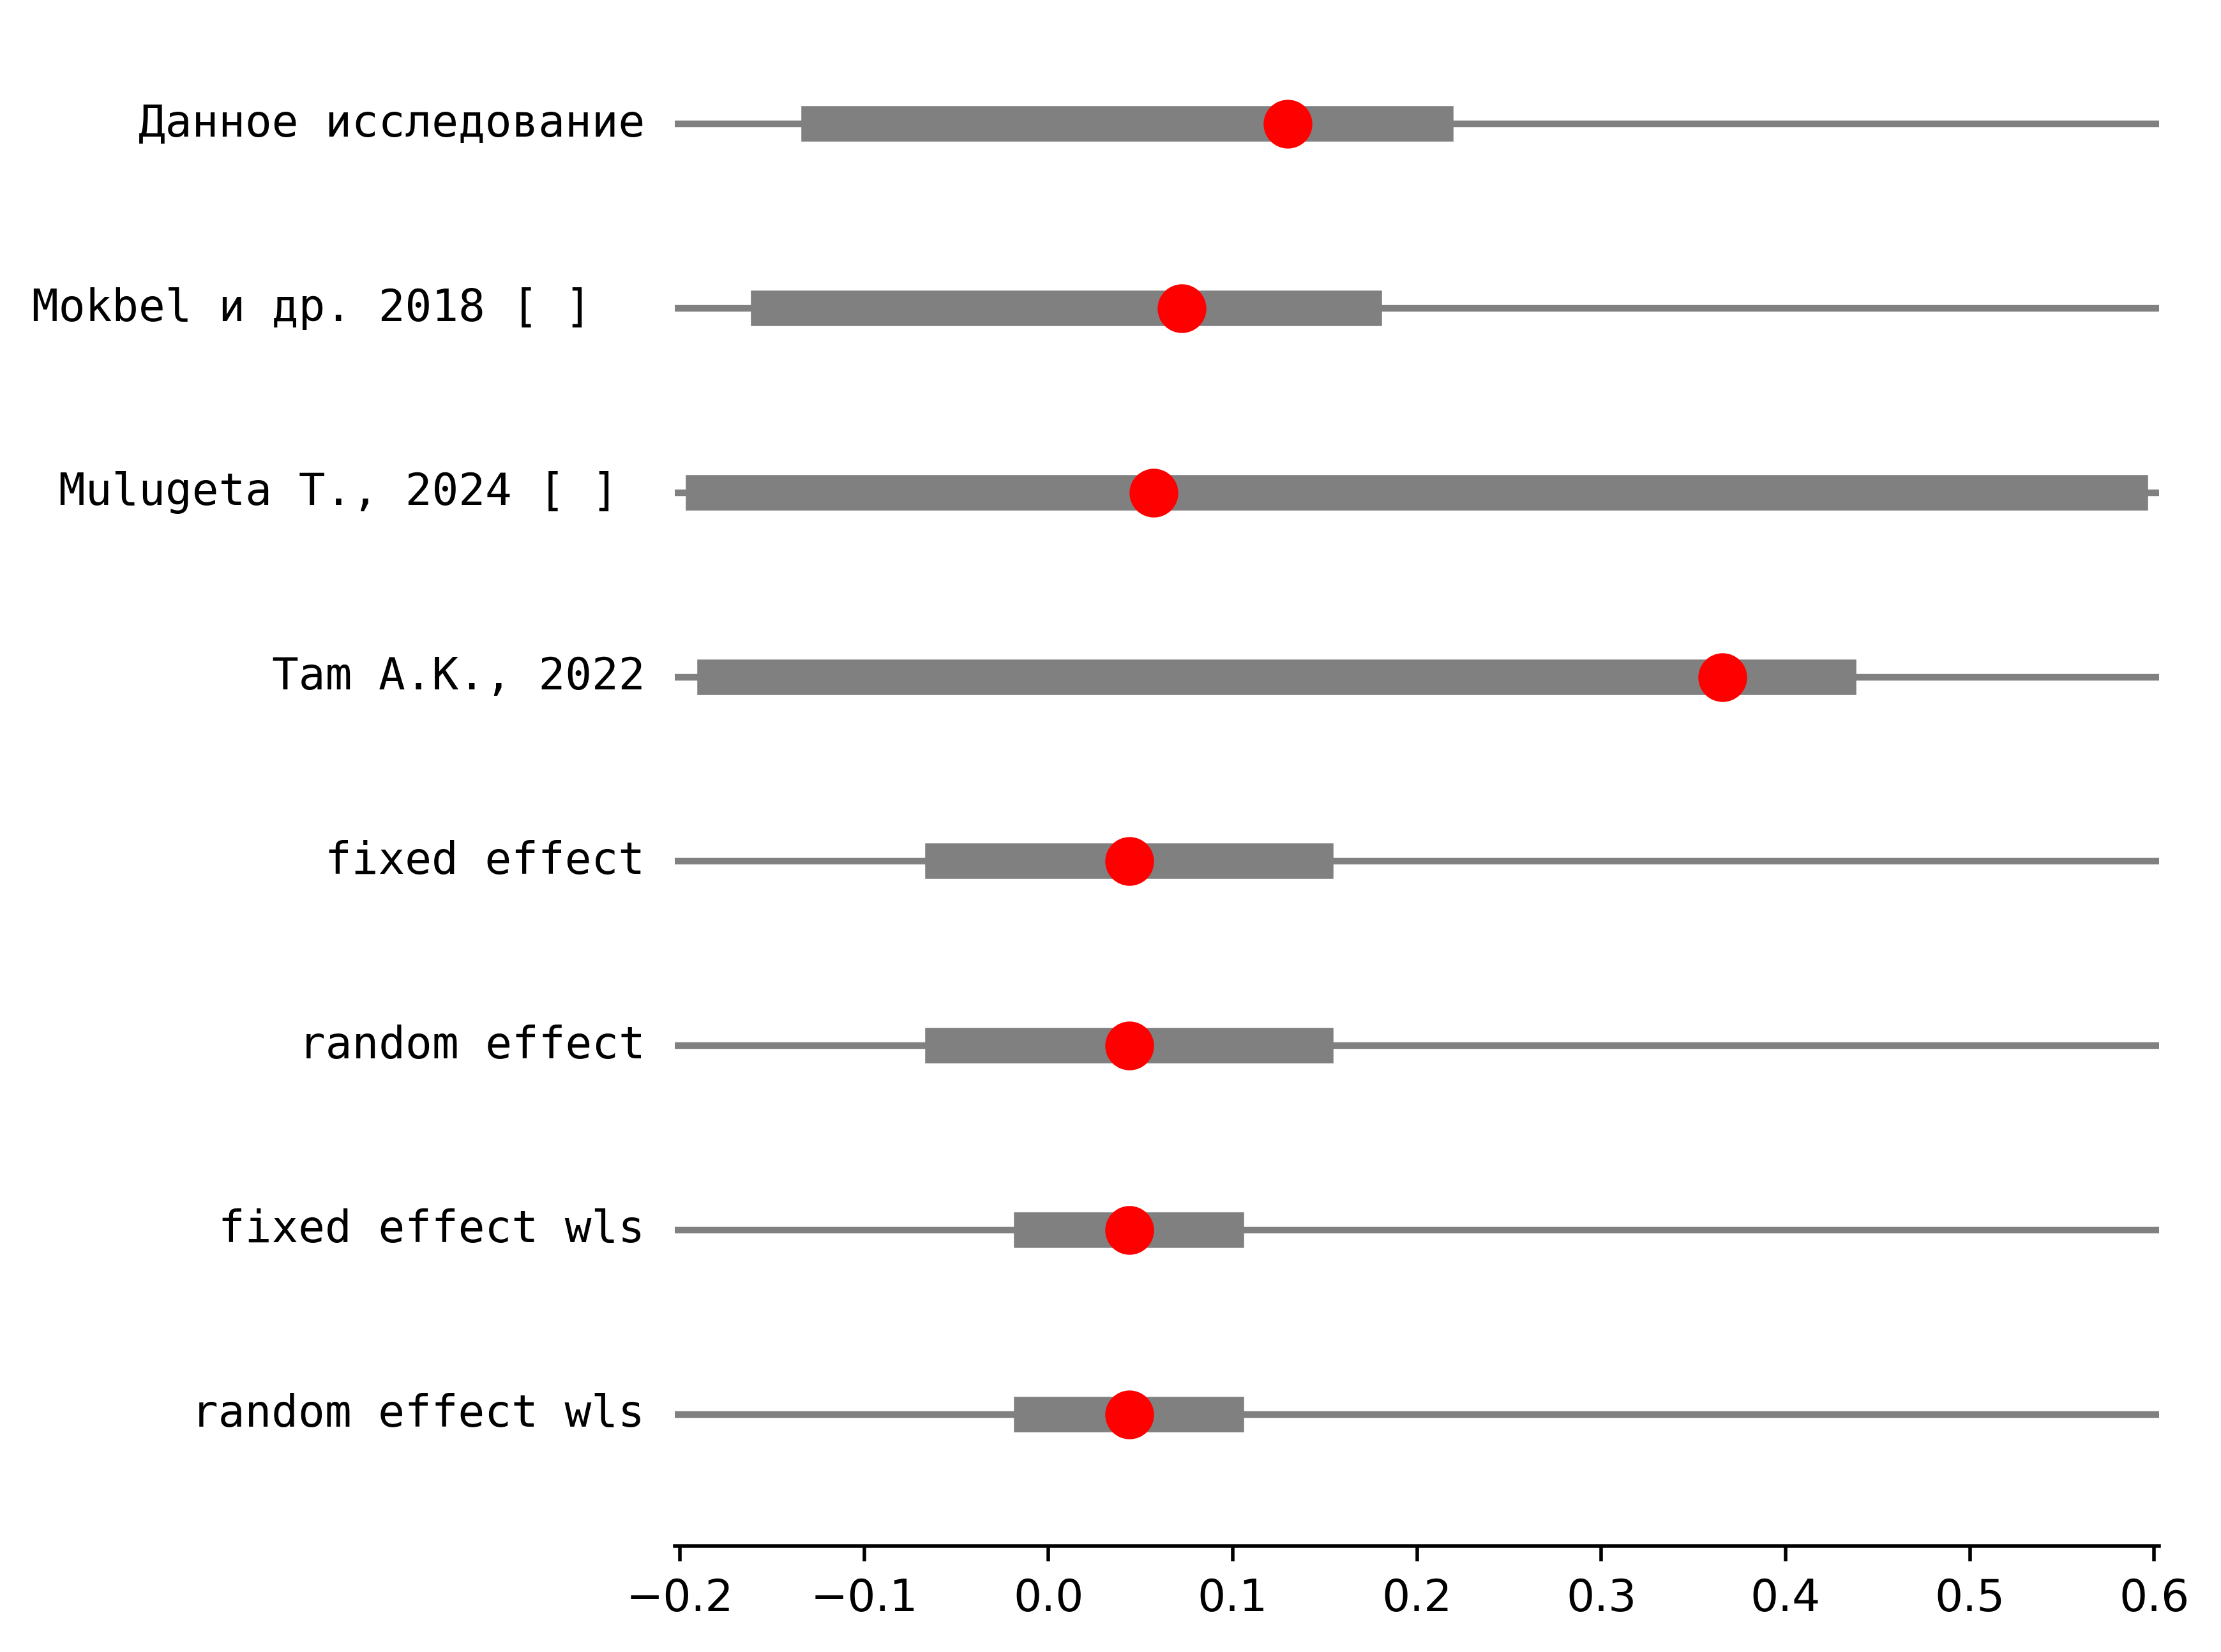 Данное исследование
Mokbel и др. 2018 [ ]
Mulugeta T., 2024 [ ]
Tam A.K., 2022
fixed effect
random effect
fixed effect wls
random effect wls
−0.2 −0.1 0.0 0.1 0.2 0.3 0.4 0.5 0.6